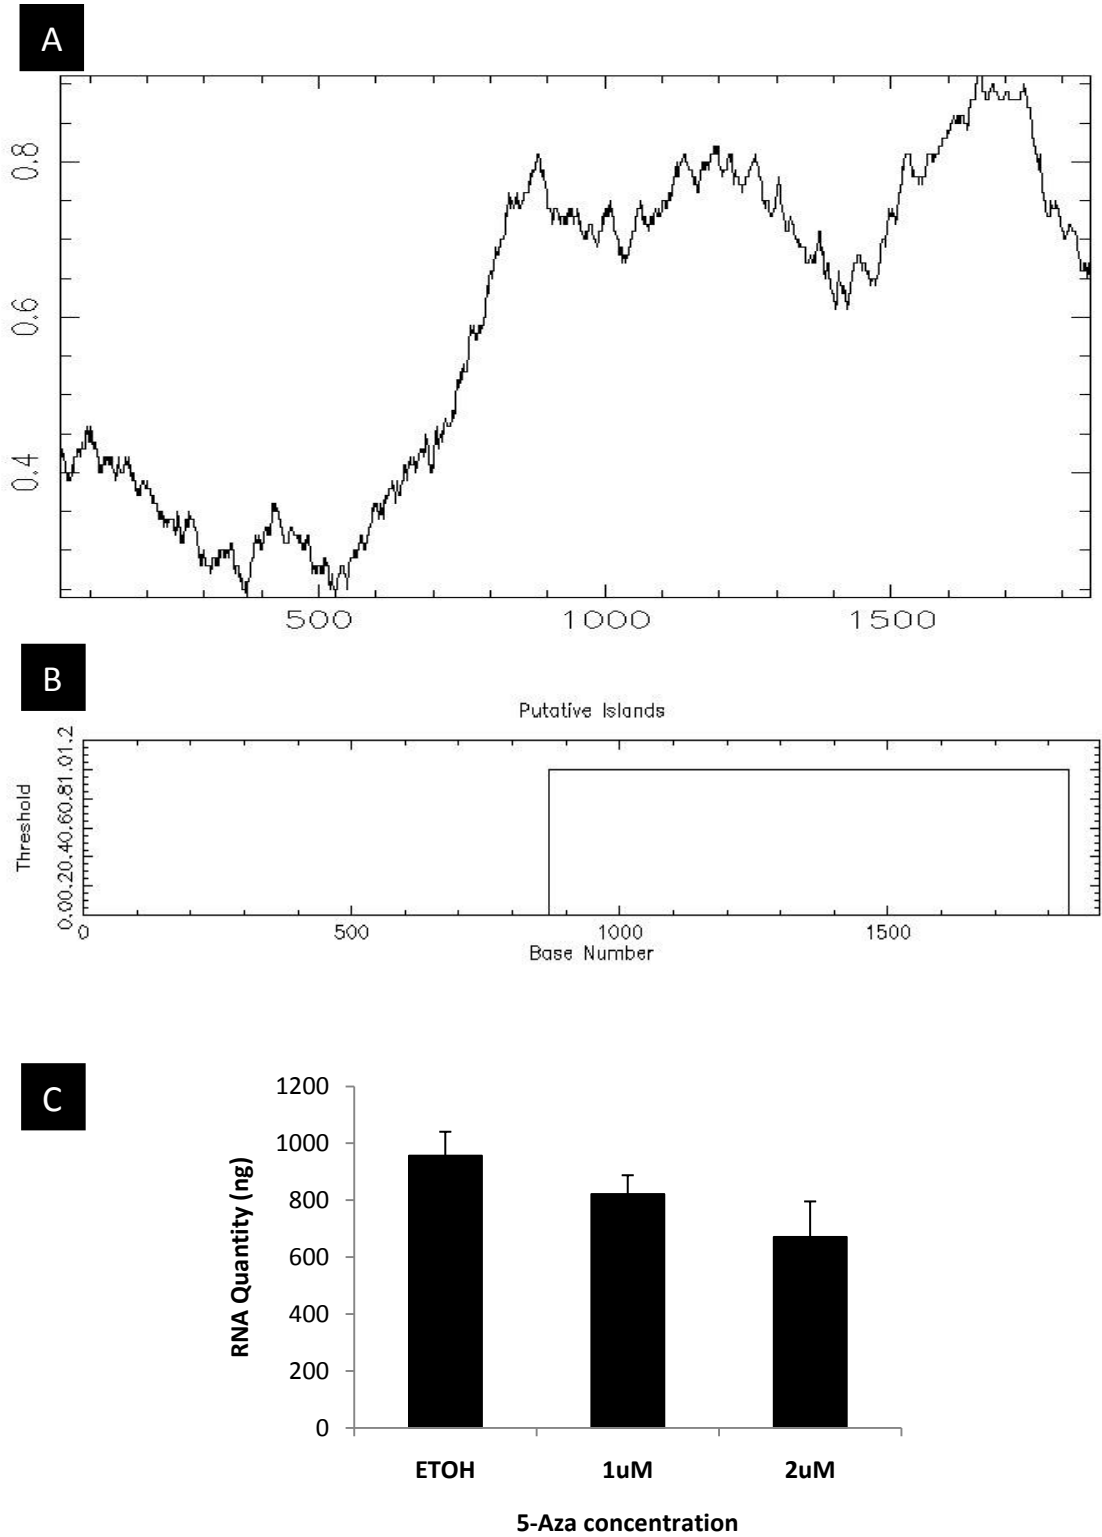 A
0.8
0.6
0.4
500 1000 1500
B
Putative Islands
Threshold
0.00.20.40.60.81.01.2
0 500 1000 1500
Base Number
C
RNA Quantity (ng)
1200
1000
800
600
400
200
0
ETOH 1uM 2uM
5-Aza concentration